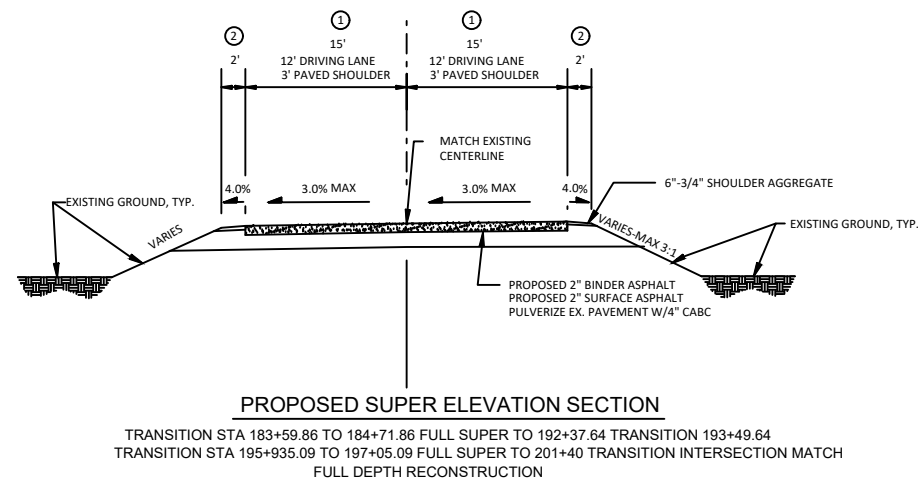 ① ①
② 15' 15' ②
2' 12' DRIVING LANE 12' DRIVING LANE 2'
3' PAVED SHOULDER 3' PAVED SHOULDER
MATCH EXISTING
CENTERLINE
4.0% 3.0% MAX 3.0% MAX 4.0%
6"-3/4" SHOULDER AGGREGATE
EXISTING GROUND, TYP.
VARIES
VARIES-MAX 3:1
EXISTING GROUND, TYP.
PROPOSED 2" BINDER ASPHALT
PROPOSED 2" SURFACE ASPHALT
PULVERIZE EX. PAVEMENT W/4" CABC
PROPOSED SUPER ELEVATION SECTION
TRANSITION STA 183+59.86 TO 184+71.86 FULL SUPER TO 192+37.64 TRANSITION 193+49.64
TRANSITION STA 195+935.09 TO 197+05.09 FULL SUPER TO 201+40 TRANSITION INTERSECTION MATCH
FULL DEPTH RECONSTRUCTION